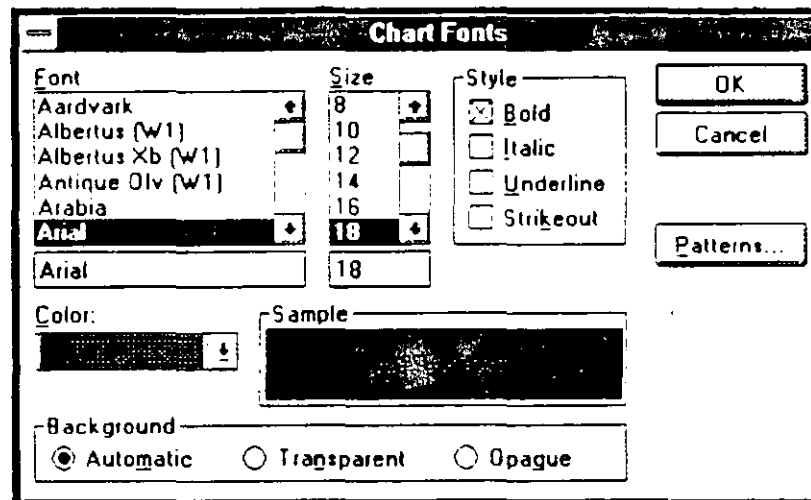 Chart Fonts
Font
Aardvark
Albertus (W1)
Albertus Xb (W1)
Antique Olv (W1)
Arabia
Arial
Arial
Size
8
10
12
14
16
18
18
Style
Bold
Italic
Underline
Strikeout
OK
Cancel
Patterns...
Color:
Sample
Background
Automatic
Transparent
Opaque